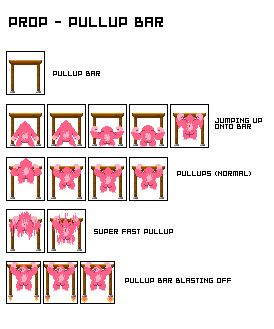 PROP - PULLUP BAR
PULLUP BAR
JUMPING UP
ONTO BAR
PULLUPS (NORMAL)
SUPER FAST PULLUP
PULLUP BAR BLASTING OFF